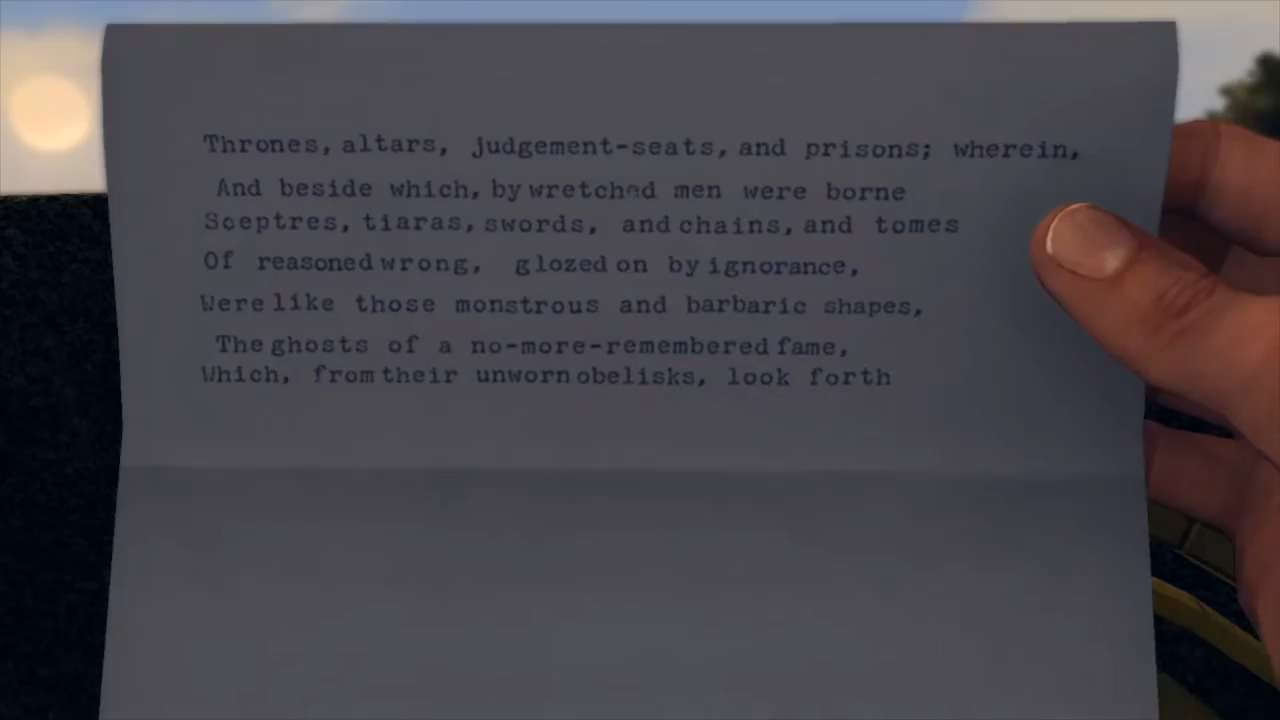 Thrones, altars, judgement-seats, and prisons; wherein,
And beside which, by wretched men were borne
Sceptres, tiaras, swords, and chains, and tomes
Of reasoned wrong, glozed on by ignorance,
Were like those monstrous and barbaric shapes,
The ghosts of a no-more-remembered fame,
Which, from their unworn obelisks, look forth